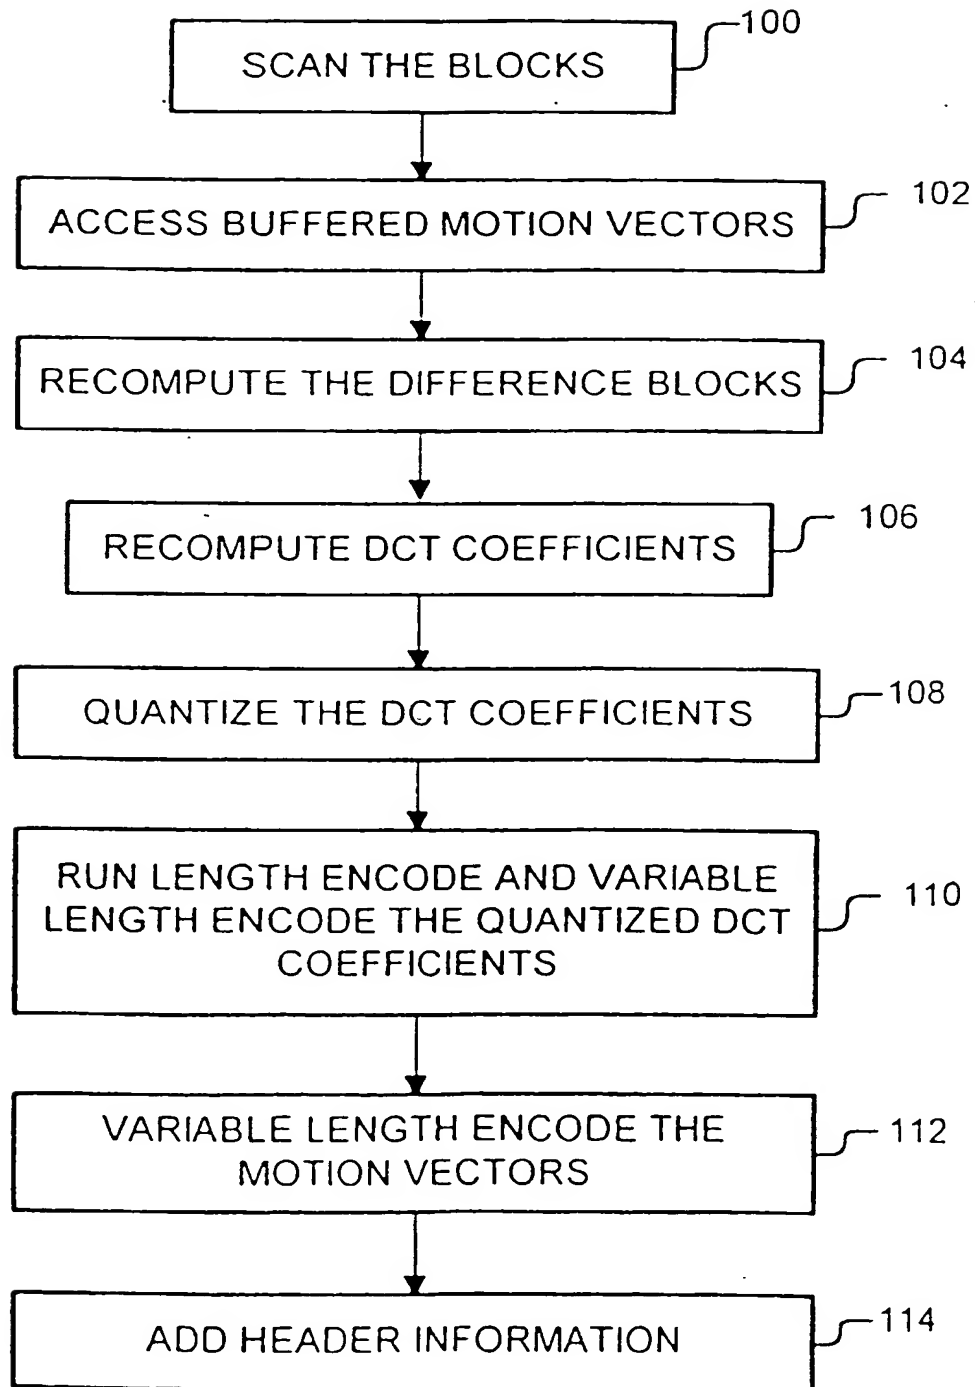 100
SCAN THE BLOCKS
102
ACCESS BUFFERED MOTION VECTORS
104
RECOMPUTE THE DIFFERENCE BLOCKS
106
RECOMPUTE DCT COEFFICIENTS
108
QUANTIZE THE DCT COEFFICIENTS
110
RUN LENGTH ENCODE AND VARIABLE
LENGTH ENCODE THE QUANTIZED DCT
COEFFICIENTS
112
VARIABLE LENGTH ENCODE THE
MOTION VECTORS
114
ADD HEADER INFORMATION